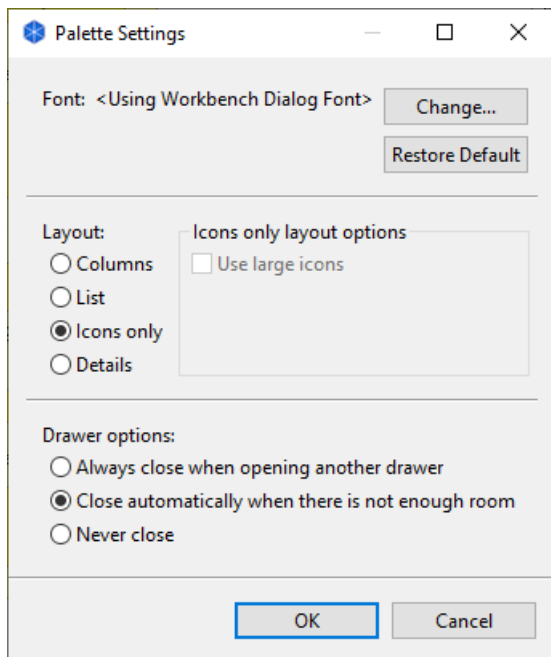 Palette Settings
Font: <Using Workbench Dialog Font>
Change...
Restore Default
Layout:
Columns
List
Icons only
Details
Icons only layout options
Use large icons
Drawer options:
Always close when opening another drawer
Close automatically when there is not enough room
Never close
OK
Cancel